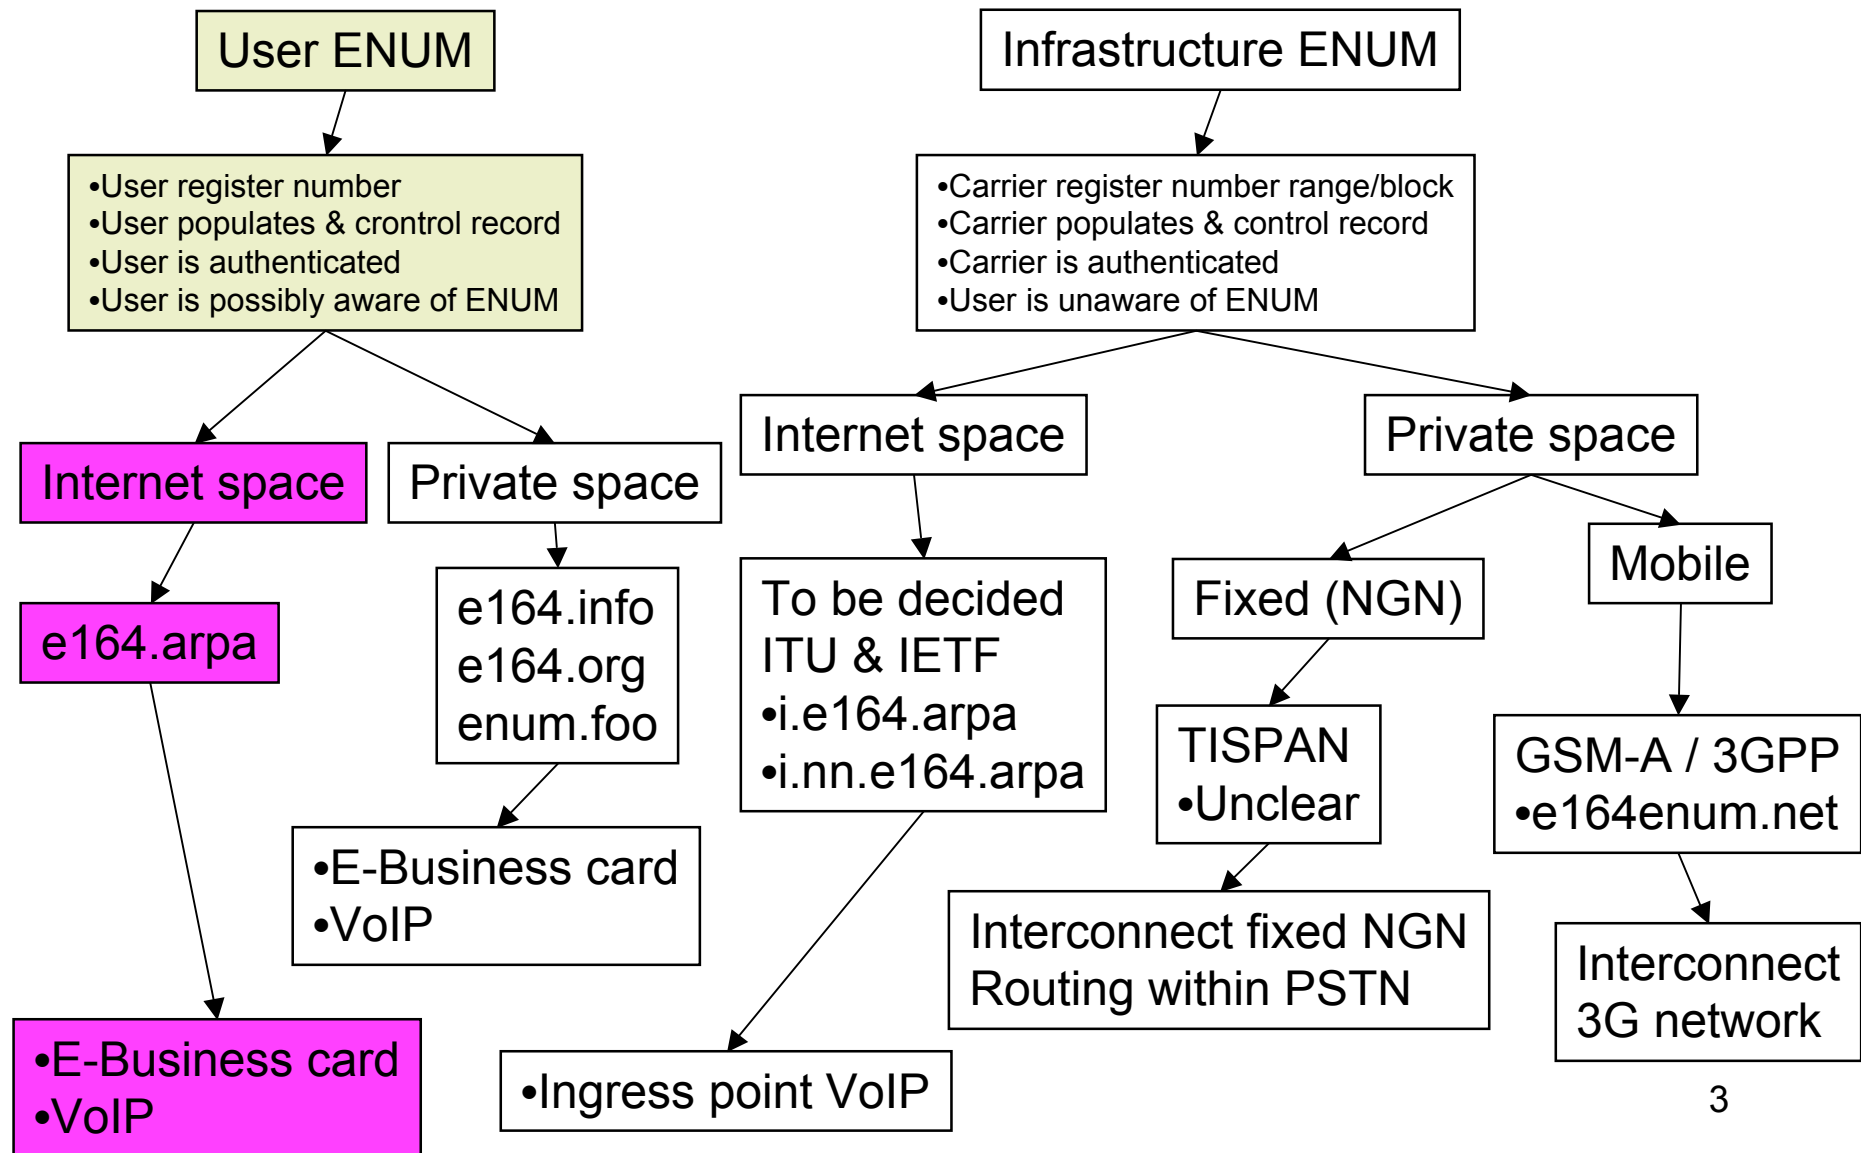 User ENUM
Infrastructure ENUM
•User register number
•User populates & crontrol record
•User is authenticated
•User is possibly aware of ENUM
•Carrier register number range/block
•Carrier populates & control record
•Carrier is authenticated
•User is unaware of ENUM
Internet space
Private space
Internet space
Private space
e164.arpa
e164.info
e164.org
enum.foo
To be decided
ITU & IETF
•i.e164.arpa
•i.nn.e164.arpa
Fixed (NGN)
Mobile
TISPAN
•Unclear
GSM-A / 3GPP
•e164enum.net
•E-Business card
•VoIP
•E-Business card
•VoIP
•Ingress point VoIP
Interconnect fixed NGN
Routing within PSTN
Interconnect
3G network
3